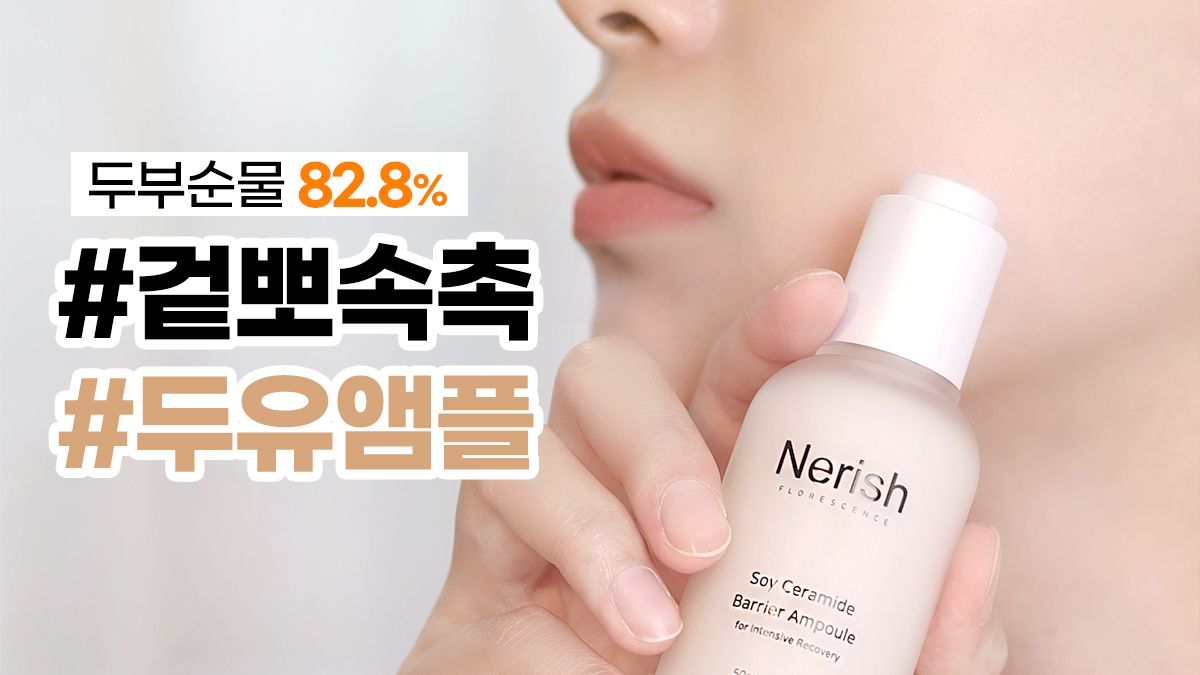 두부순물 82.8%
#겉뽀속촉
#두유앰플
Nerish
FLORESCENCE
Soy Ceramide
Barrier Ampoule
for Intensive Recovery